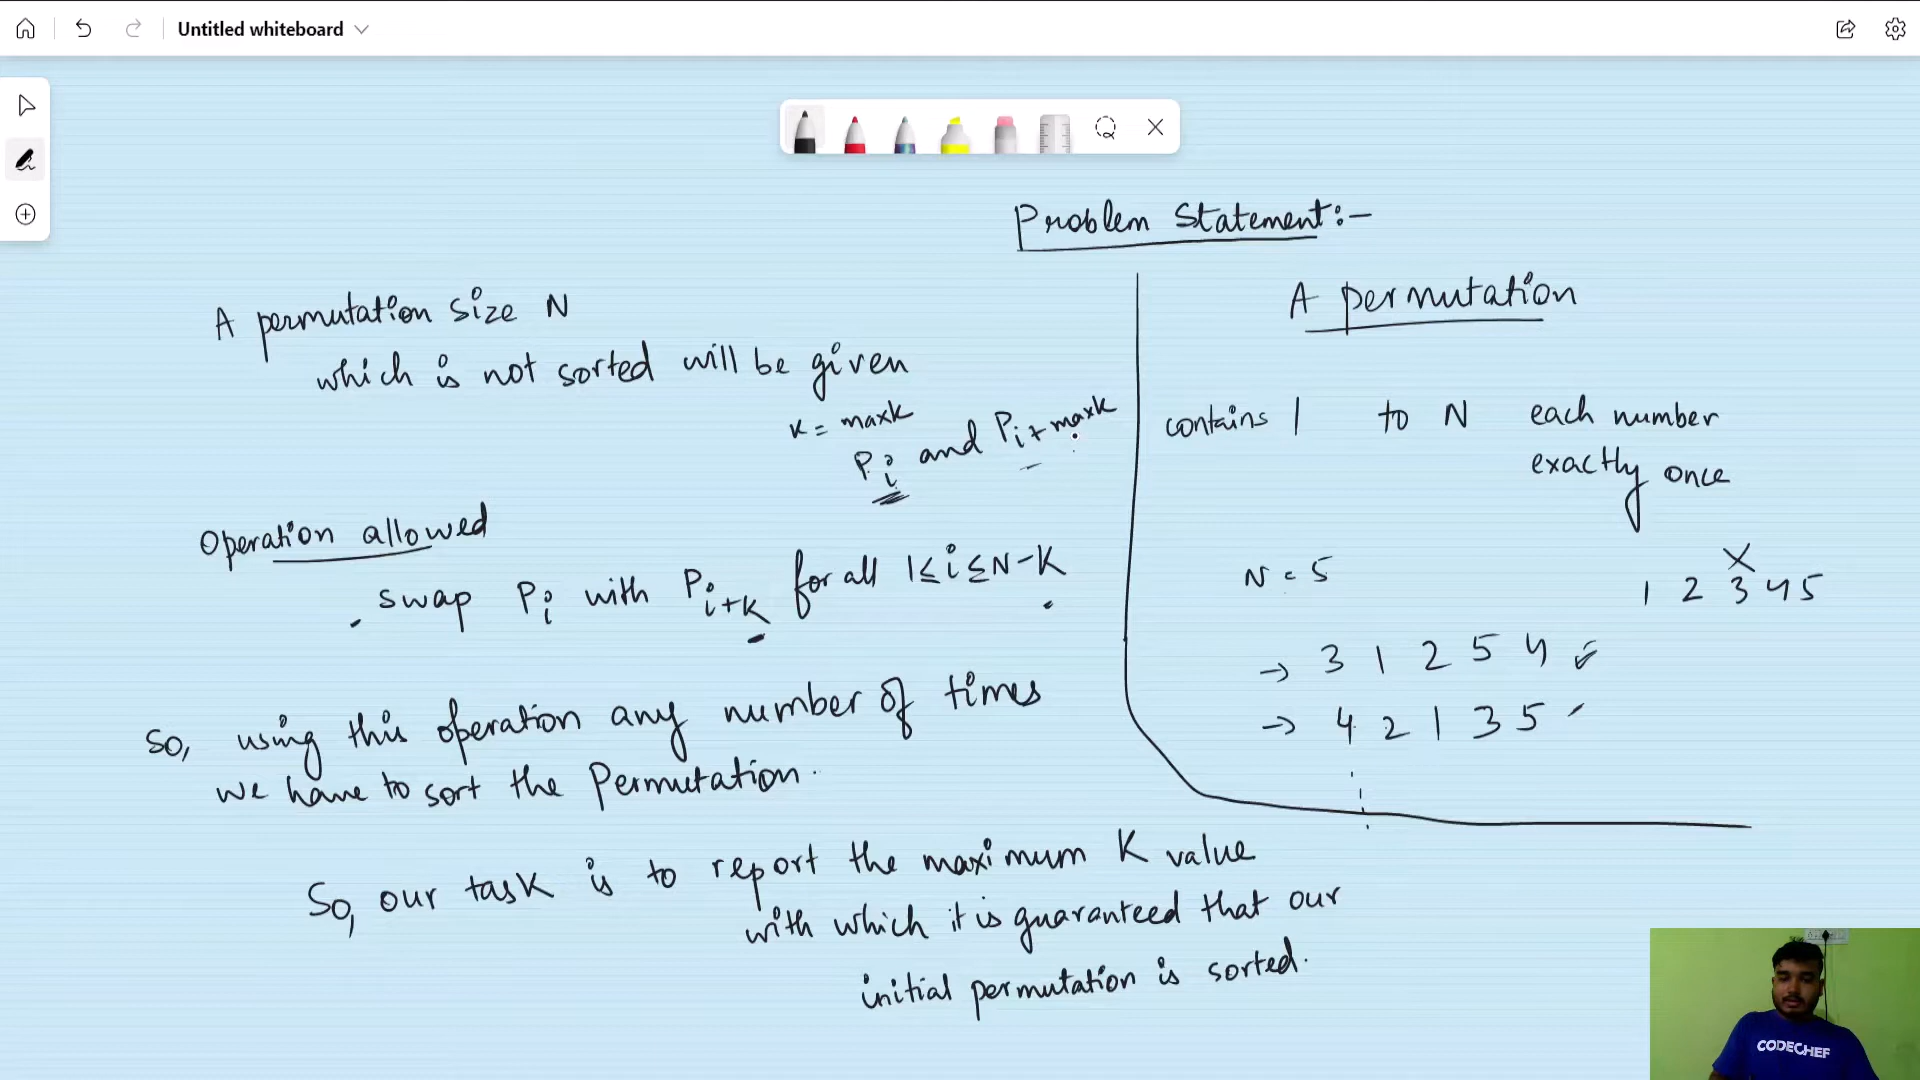 Untitled whiteboard
Problem Statement:-
A permutation size N
which is not sorted will be given
K = maxk
Pi and Pi+maxk
Operation allowed
swap Pi with Pi+K for all 1≤i≤N-K
So, using this operation any number of times
we have to sort the Permutation.
So, our task is to report the maximum K value
with which it is guaranteed that our
initial permutation is sorted.
A permutation
contains 1 to N each number
exactly once
N = 5
X
1 2 3 4 5
→ 3 1 2 5 4 ✓
→ 4 2 1 3 5
CODECHEF